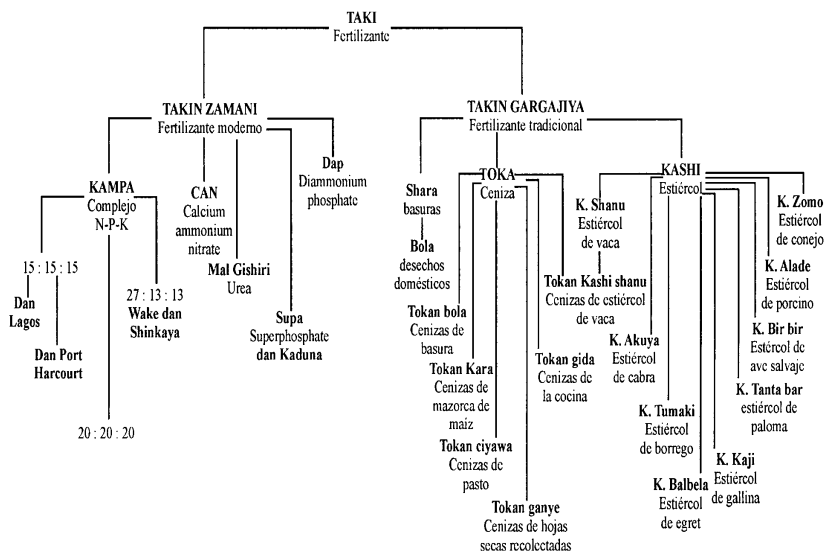 TAKI
Fertilizante
TAKIN ZAMANI
Fertilizante moderno
TAKIN GARGAJIYA
Fertilizante tradicional
KAMPA
Complejo
N-P-K
15 : 15 : 15
Dan
Lagos
Dan Port
Harcourt
20 : 20 : 20
27 : 13 : 13
Wake dan
Shinkaya
CAN
Calcium
ammonium
nitrate
Mal Gishiri
Urea
Supa
Superphosphate
dan Kaduna
Dap
Diammonium
phosphate
Shara
basuras
Bola
desechos
domésticos
TOKA
Ceniza
Tokan bola
Cenizas de
basura
Tokan Kara
Cenizas de
mazorca de
maíz
Tokan ciyawa
Cenizas de
pasto
Tokan ganye
Cenizas de hojas
secas recolectadas
Tokan gida
Cenizas de
la cocina
Tokan Kashi shanu
Cenizas de estiércol
de vaca
KASHI
Estiércol
K. Shanu
Estiércol
de vaca
K. Akuya
Estiércol
de cabra
K. Tumaki
Estiércol
de borrego
K. Balbela
Estiércol
de egret
K. Kaji
Estiércol
de gallina
K. Tanta bar
estiércol de
paloma
K. Bir bir
Estércol de
ave salvaje
K. Alade
Estiércol
de porcino
K. Zomo
Estiércol
de conejo